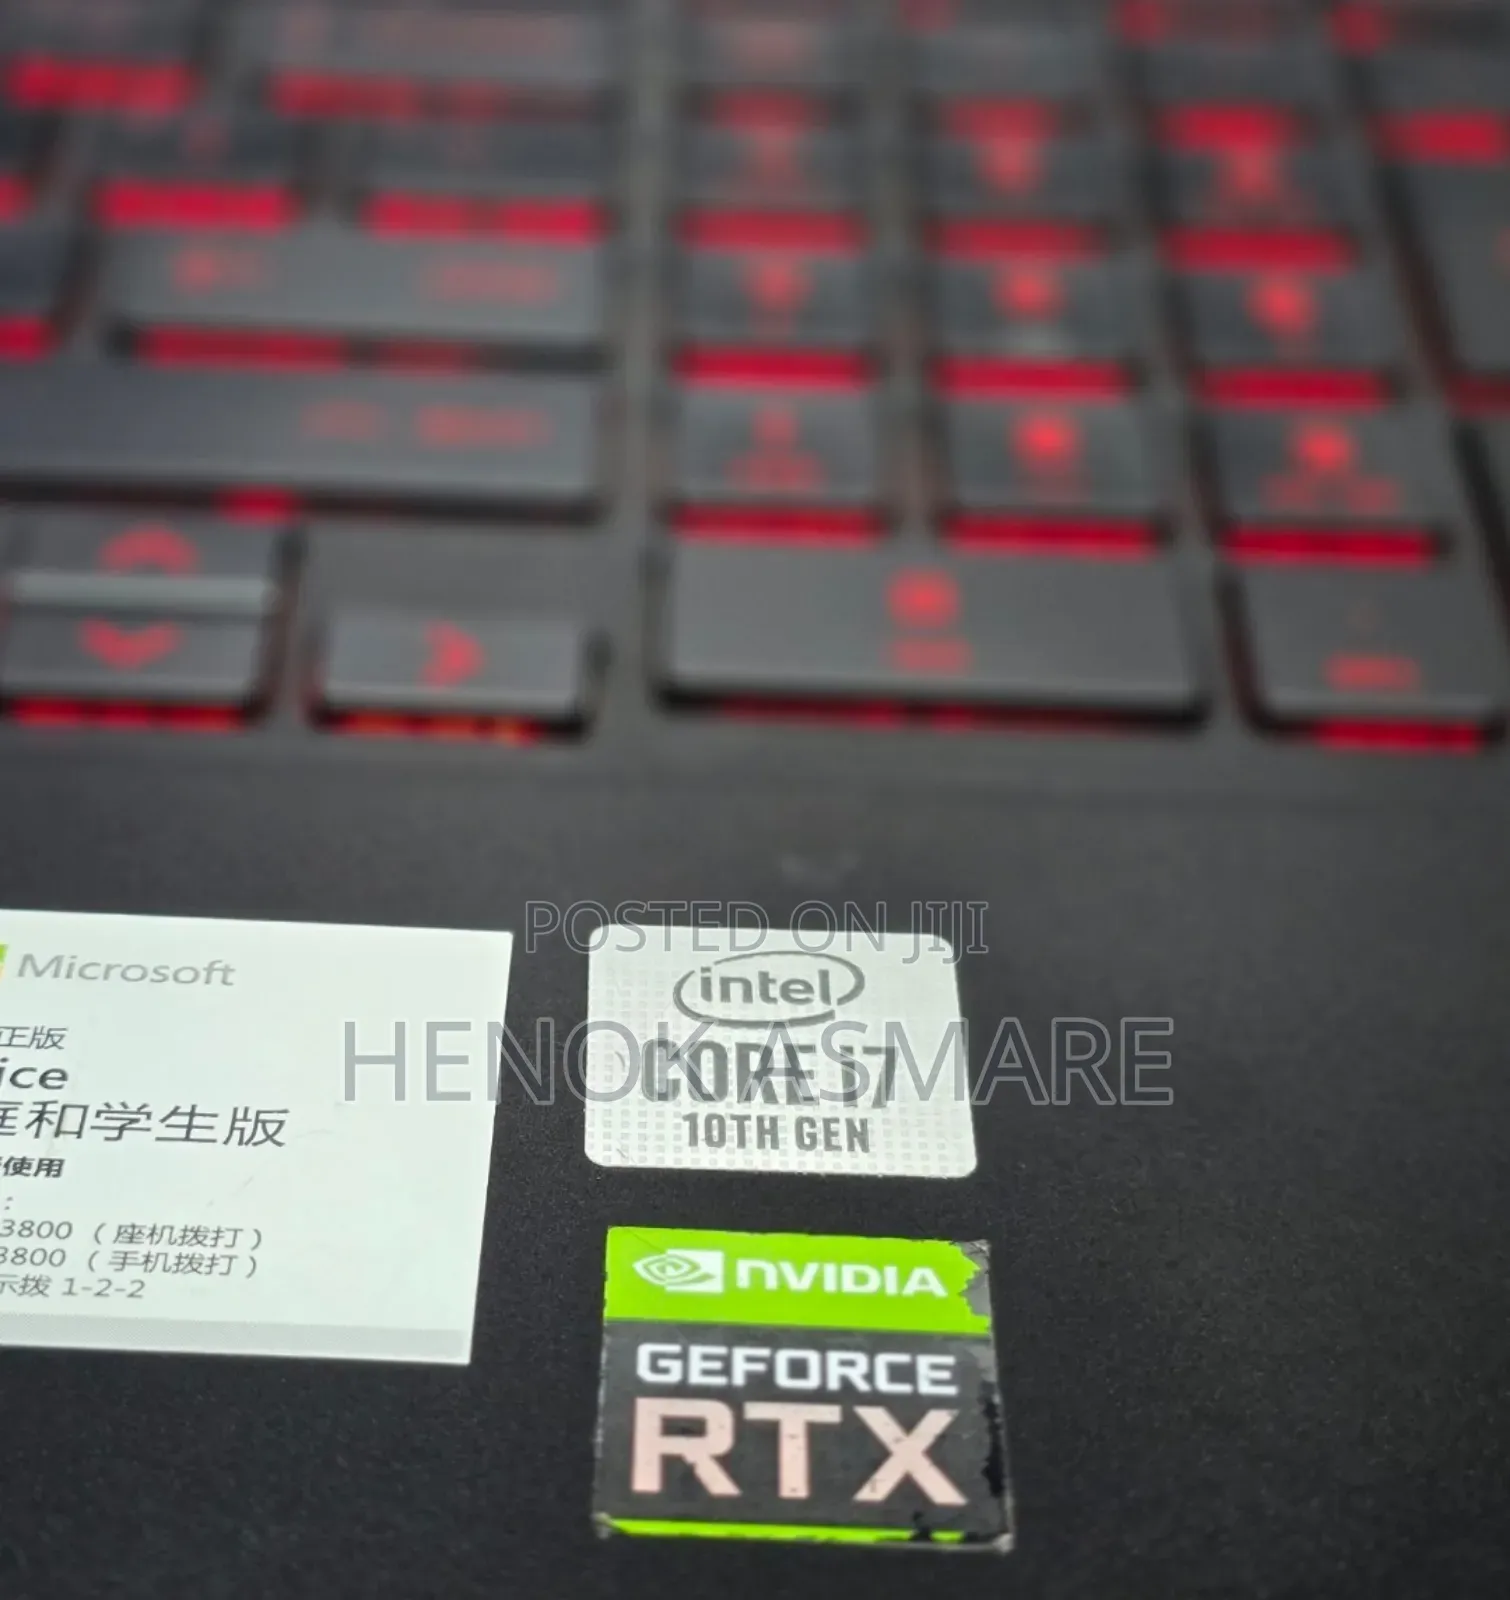 POSTED ON JIJI
HENOK ASMARE
Microsoft
正版
ice
庭和学生版
使用
:
3800 (座机拨打)
3800 (手机拨打)
示拨 1-2-2
intel
CORE i7
10TH GEN
NVIDIA
GEFORCE
RTX